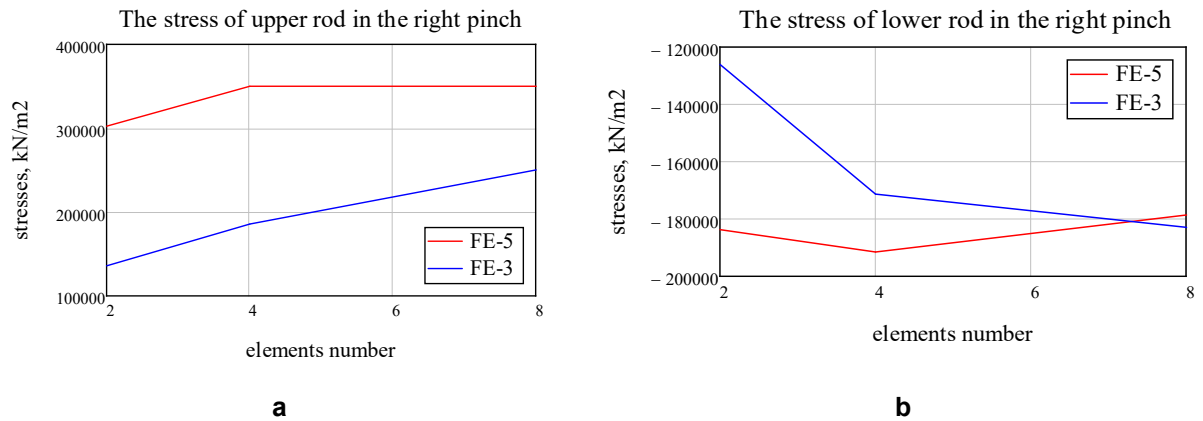 The stress of upper rod in the right pinch
400000
300000
200000
100000
2
4
6
8
stresses, kN/m2
elements number
FE-5
FE-3
a
The stress of lower rod in the right pinch
– 120000
– 140000
– 160000
– 180000
– 200000
2
4
6
8
stresses, kN/m2
elements number
FE-5
FE-3
b